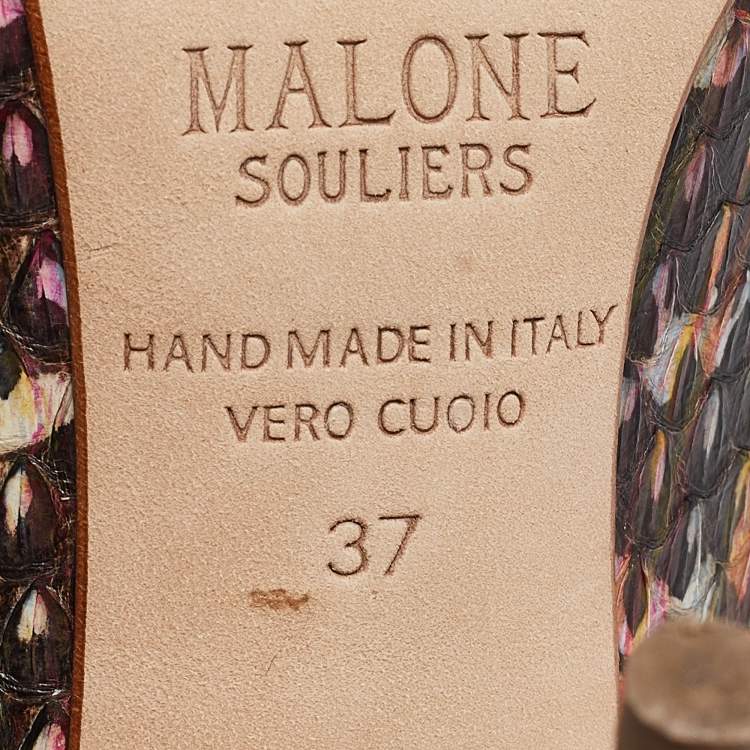 MALONE
SOULIERS
HAND MADE IN ITALY
VERO CUOIO
37